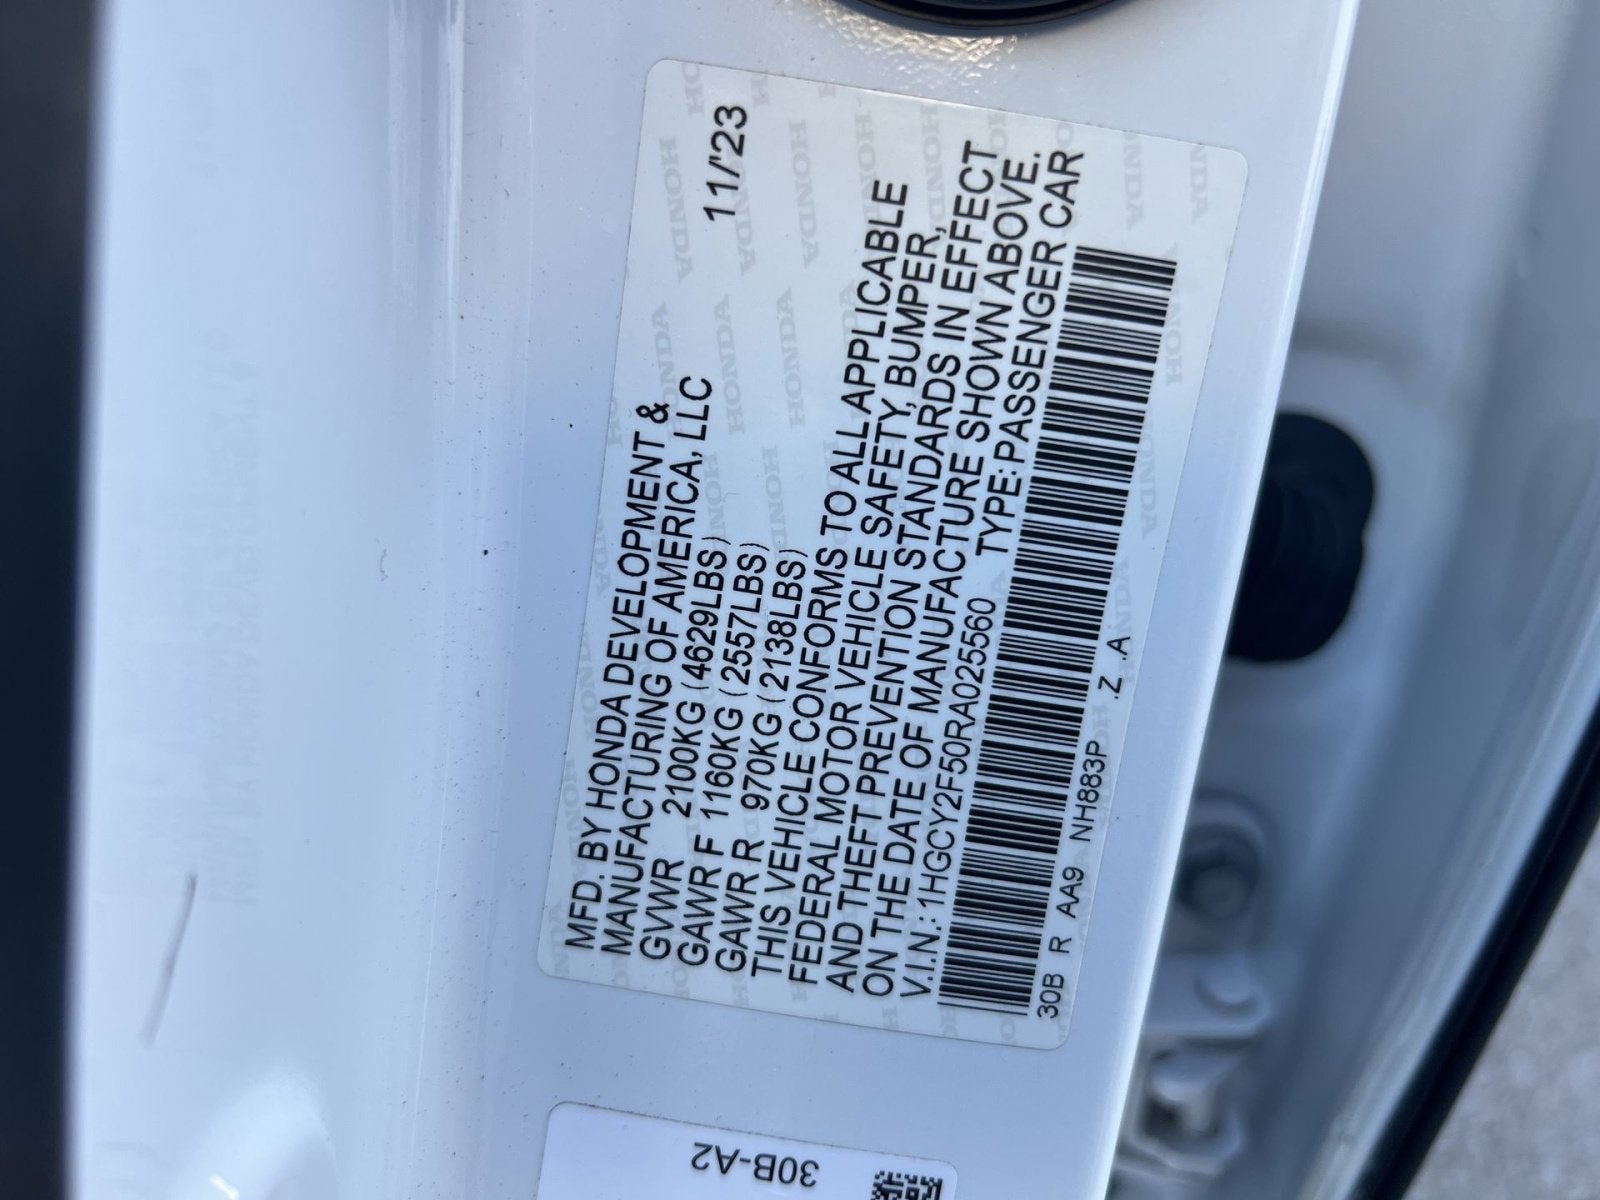 MFD. BY HONDA DEVELOPMENT &
MANUFACTURING OF AMERICA, LLC 11/'23
GVWR 2100KG (4629LBS)
GAWR F 1160KG (2557LBS)
GAWR R 970KG (2138LBS)
THIS VEHICLE CONFORMS TO ALL APPLICABLE
FEDERAL MOTOR VEHICLE SAFETY, BUMPER,
AND THEFT PREVENTION STANDARDS IN EFFECT
ON THE DATE OF MANUFACTURE SHOWN ABOVE.
V.I.N.: 1HGCY2F50RA025560 TYPE: PASSENGER CAR
30B R AA9 NH883P .Z .A
30B-A2